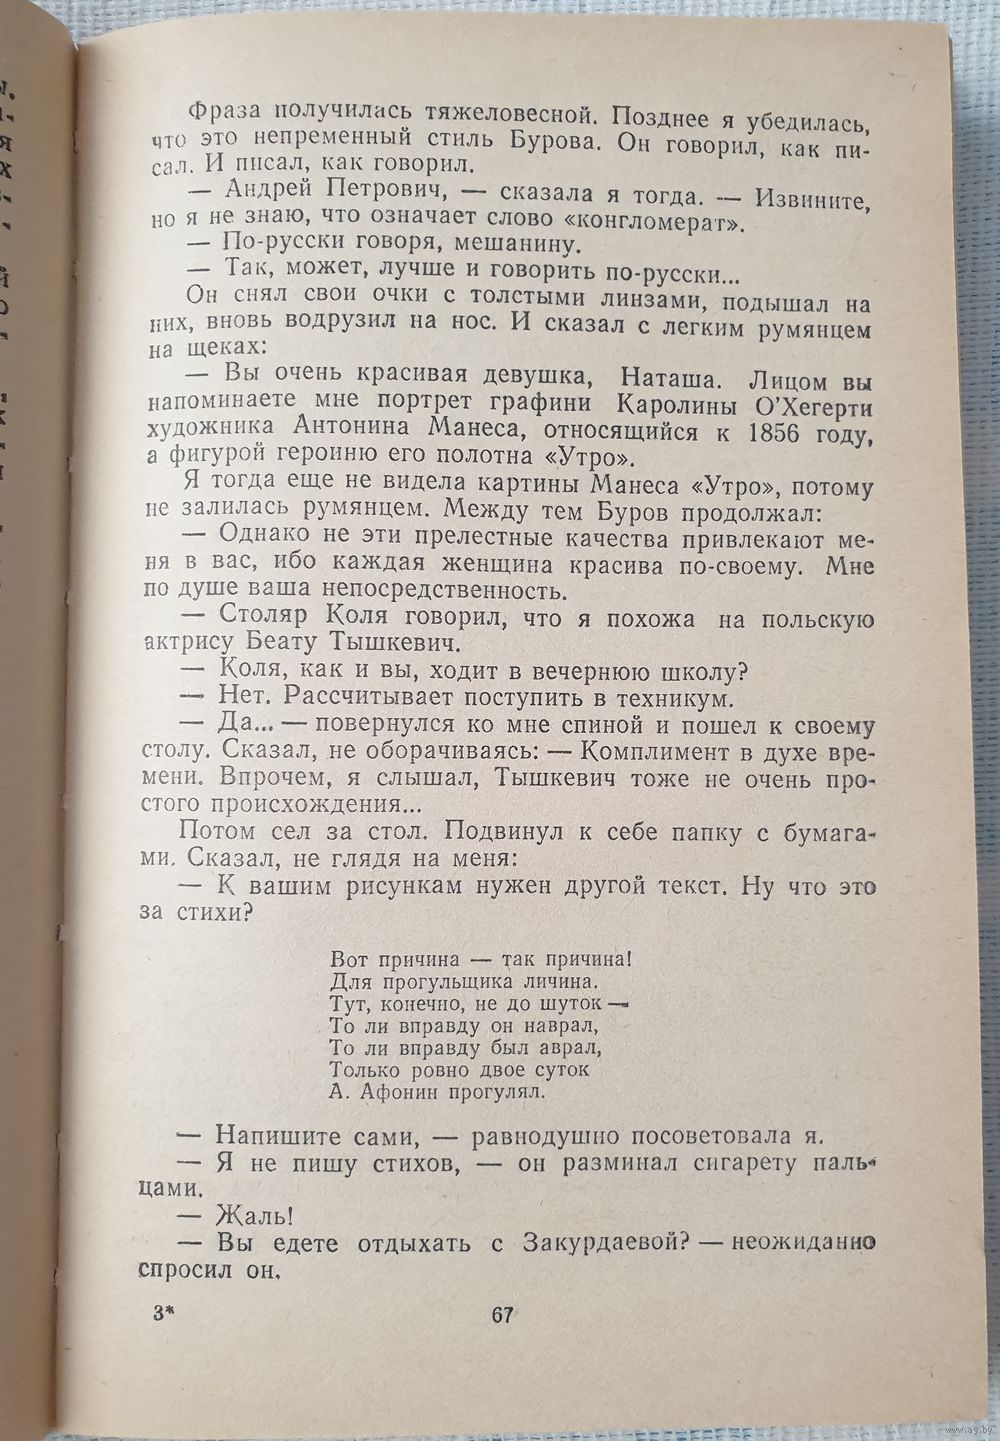 Фраза получилась тяжеловесной. Позднее я убедилась,
что это непременный стиль Бурова. Он говорил, как пи-
сал. И писал, как говорил.
— Андрей Петрович, — сказала я тогда. — Извините,
но я не знаю, что означает слово «конгломерат».
— По-русски говоря, мешанину.
— Так, может, лучше и говорить по-русски...
Он снял свои очки с толстыми линзами, подышал на
них, вновь водрузил на нос. И сказал с легким румянцем
на щеках:
— Вы очень красивая девушка, Наташа. Лицом вы
напоминаете мне портрет графини Каролины О’Хегерти
художника Антонина Манеса, относящийся к 1856 году,
а фигурой героиню его полотна «Утро».
Я тогда еще не видела картины Манеса «Утро», потому
не залилась румянцем. Между тем Буров продолжал:
— Однако не эти прелестные качества привлекают ме-
ня в вас, ибо каждая женщина красива по-своему. Мне
по душе ваша непосредственность.
— Столяр Коля говорил, что я похожа на польскую
актрису Беату Тышкевич.
— Коля, как и вы, ходит в вечернюю школу?
— Нет. Рассчитывает поступить в техникум.
— Да... — повернулся ко мне спиной и пошел к своему
столу. Сказал, не оборачиваясь: — Комплимент в духе вре-
мени. Впрочем, я слышал, Тышкевич тоже не очень про-
стого происхождения...
Потом сел за стол. Подвинул к себе папку с бумага-
ми. Сказал, не глядя на меня:
— К вашим рисункам нужен другой текст. Ну что это
за стихи?
Вот причина — так причина!
Для прогульщика личина.
Тут, конечно, не до шуток —
То ли вправду он наврал,
То ли вправду был аврал,
Только ровно двое суток
А. Афонин прогулял.
— Напишите сами, — равнодушно посоветовала я.
— Я не пишу стихов, — он разминал сигарету паль-
цами.
— Жаль!
— Вы едете отдыхать с Закурдаевой? — неожиданно
спросил он.
3* 67
www.ay.by